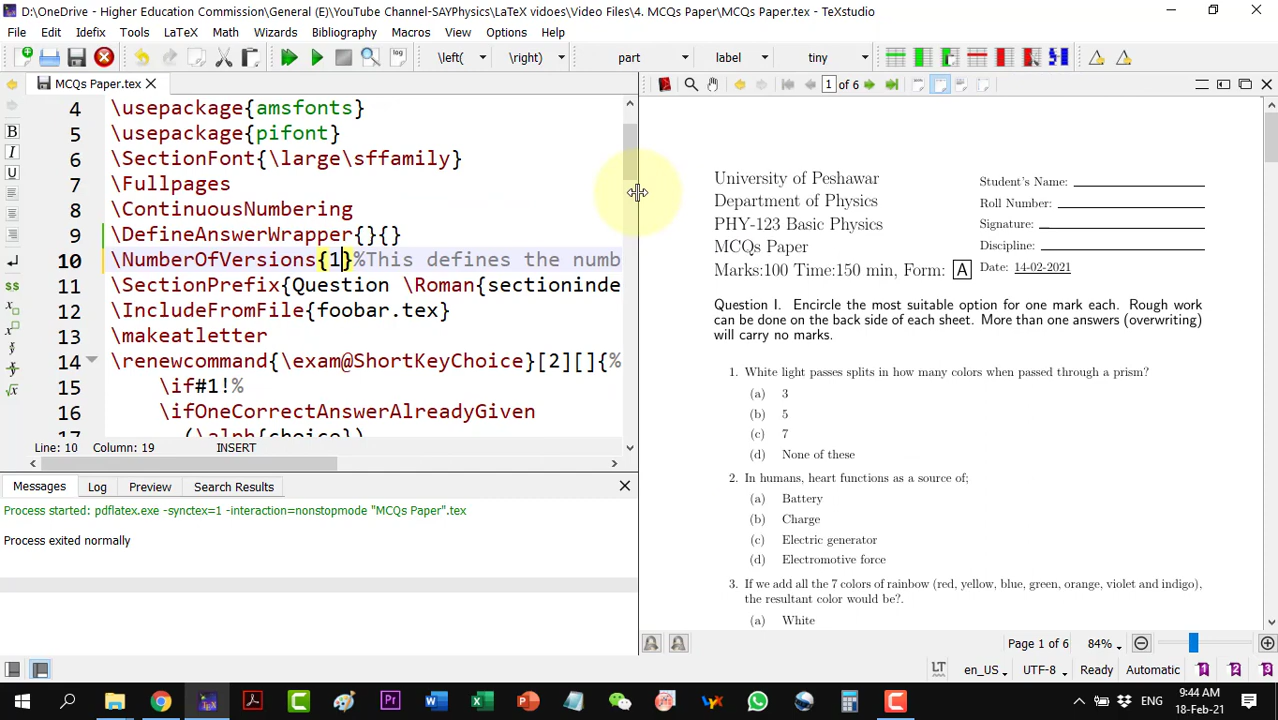 D:\OneDrive - Higher Education Commission\General (E)\YouTube Channel-SAYPhysics\LaTeX vidoes\Video Files\4. MCQs Paper\MCQs Paper.tex - TeXstudio
File Edit Idefix Tools LaTeX Math Wizards Bibliography Macros View Options Help
\left( \right) part label tiny
MCQs Paper.tex
1 of 6
4 \usepackage{amsfonts}
5 \usepackage{pifont}
6 \SectionFont{\large\sffamily}
7 \Fullpages
8 \ContinuousNumbering
9 \DefineAnswerWrapper{}{}
10 \NumberOfVersions{1}%This defines the numb
11 \SectionPrefix{Question \Roman{sectioninde
12 \IncludeFromFile{foobar.tex}
13 \makeatletter
14 \renewcommand{\exam@ShortKeyChoice}[2][]{%
15 \if#1!%
16 \ifOneCorrectAnswerAlreadyGiven
17 (\alph{choice})
Line: 10 Column: 19 INSERT
Messages Log Preview Search Results
Process started: pdflatex.exe -synctex=1 -interaction=nonstopmode "MCQs Paper".tex
Process exited normally
University of Peshawar
Department of Physics
PHY-123 Basic Physics
MCQs Paper
Marks:100 Time:150 min, Form: A
Student's Name:
Roll Number:
Signature:
Discipline:
Date: 14-02-2021
Question I. Encircle the most suitable option for one mark each. Rough work
can be done on the back side of each sheet. More than one answers (overwriting)
will carry no marks.
1. White light passes splits in how many colors when passed through a prism?
(a) 3
(b) 5
(c) 7
(d) None of these
2. In humans, heart functions as a source of;
(a) Battery
(b) Charge
(c) Electric generator
(d) Electromotive force
3. If we add all the 7 colors of rainbow (red, yellow, blue, green, orange, violet and indigo),
the resultant color would be?.
(a) White
Page 1 of 6 84%
LT en_US UTF-8 Ready Automatic 1 2 3
ENG 9:44 AM
18-Feb-21